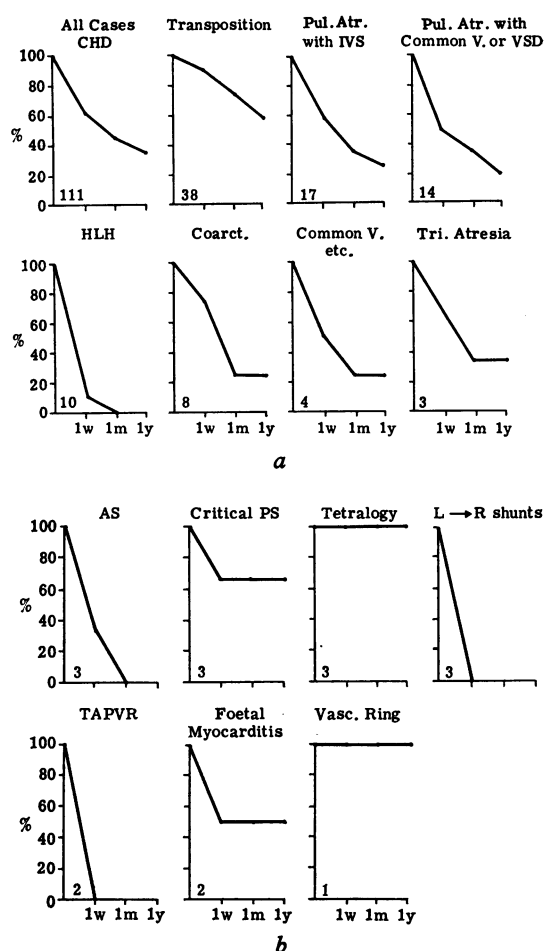 All Cases CHD
Transposition
Pul. Atr. with IVS
Pul. Atr. with Common V. or VSD
100
80
60
%
40
20
0
111
38
17
14
HLH
Coarct.
Common V. etc.
Tri. Atresia
100
80
60
%
40
20
0
10
8
4
3
1w 1m 1y
1w 1m 1y
1w 1m 1y
1w 1m 1y
a
AS
Critical PS
Tetralogy
L → R shunts
100
80
60
%
40
20
0
3
3
3
3
TAPVR
Foetal Myocarditis
Vasc. Ring
100
80
60
%
40
20
0
2
2
1
1w 1m 1y
1w 1m 1y
1w 1m 1y
b